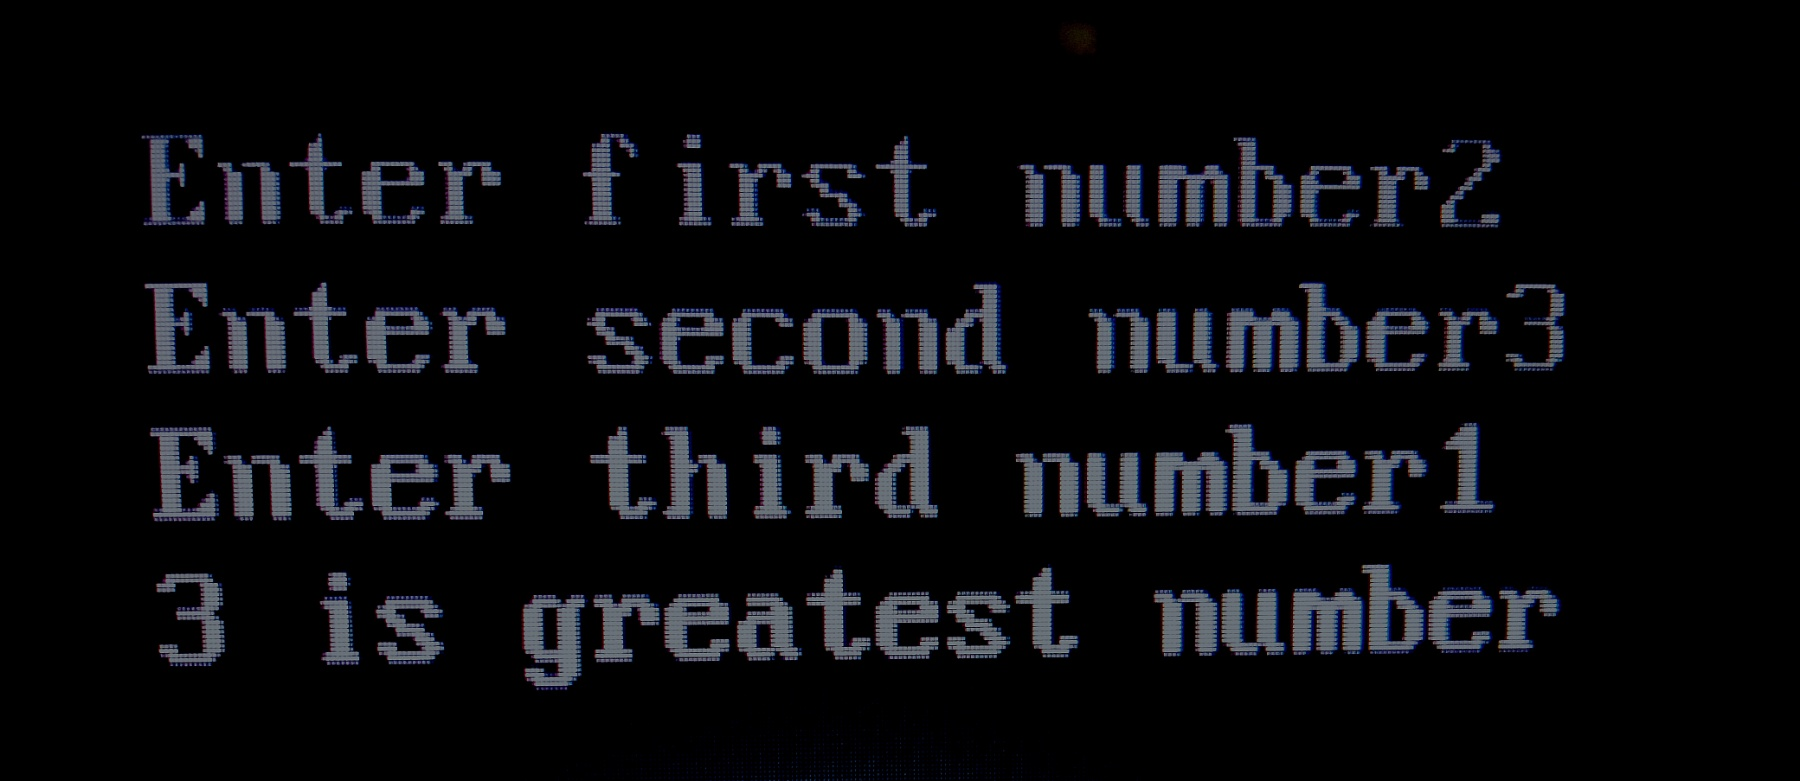 Enter first number2
Enter second number3
Enter third number1
3 is greatest number